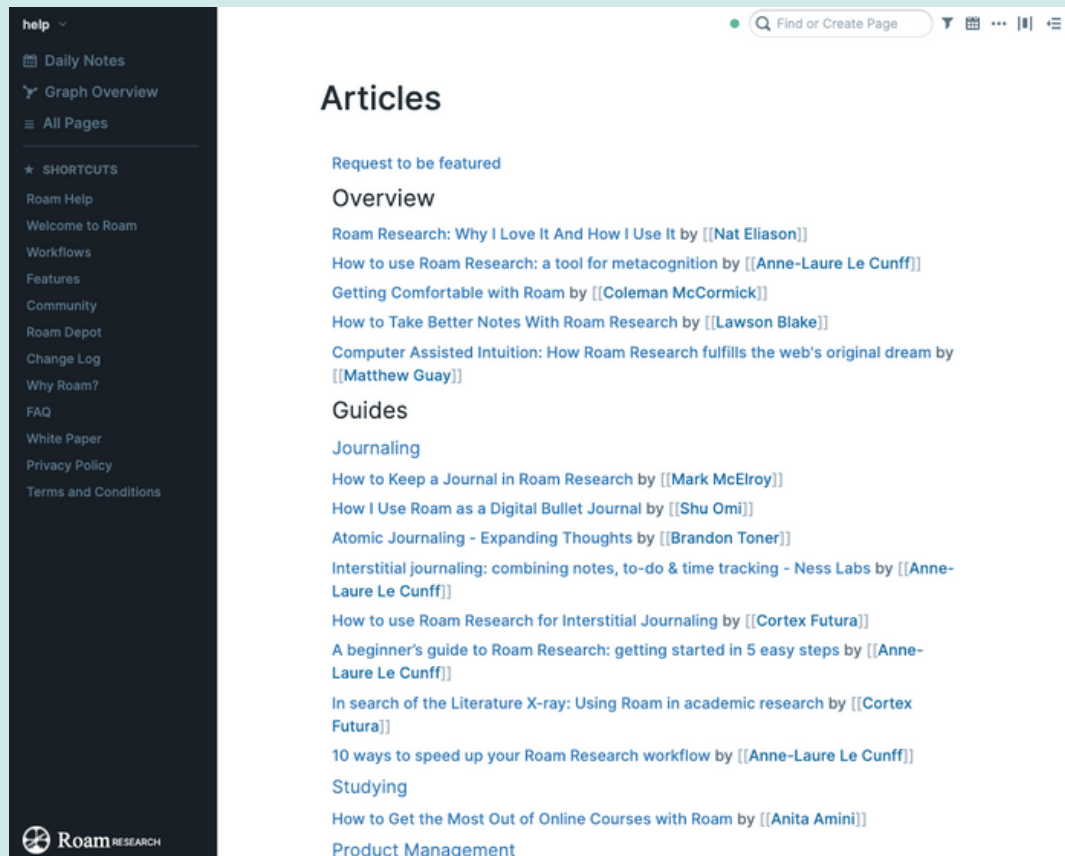 help
Daily Notes
Graph Overview
All Pages
SHORTCUTS
Roam Help
Welcome to Roam
Workflows
Features
Community
Roam Depot
Change Log
Why Roam?
FAQ
White Paper
Privacy Policy
Terms and Conditions
Roam RESEARCH
Find or Create Page
Articles
Request to be featured
Overview
Roam Research: Why I Love It And How I Use It by [[Nat Eliason]]
How to use Roam Research: a tool for metacognition by [[Anne-Laure Le Cunff]]
Getting Comfortable with Roam by [[Coleman McCormick]]
How to Take Better Notes With Roam Research by [[Lawson Blake]]
Computer Assisted Intuition: How Roam Research fulfills the web's original dream by
[[Matthew Guay]]
Guides
Journaling
How to Keep a Journal in Roam Research by [[Mark McElroy]]
How I Use Roam as a Digital Bullet Journal by [[Shu Omi]]
Atomic Journaling - Expanding Thoughts by [[Brandon Toner]]
Interstitial journaling: combining notes, to-do & time tracking - Ness Labs by [[Anne-
Laure Le Cunff]]
How to use Roam Research for Interstitial Journaling by [[Cortex Futura]]
A beginner’s guide to Roam Research: getting started in 5 easy steps by [[Anne-
Laure Le Cunff]]
In search of the Literature X-ray: Using Roam in academic research by [[Cortex
Futura]]
10 ways to speed up your Roam Research workflow by [[Anne-Laure Le Cunff]]
Studying
How to Get the Most Out of Online Courses with Roam by [[Anita Amini]]
Product Management